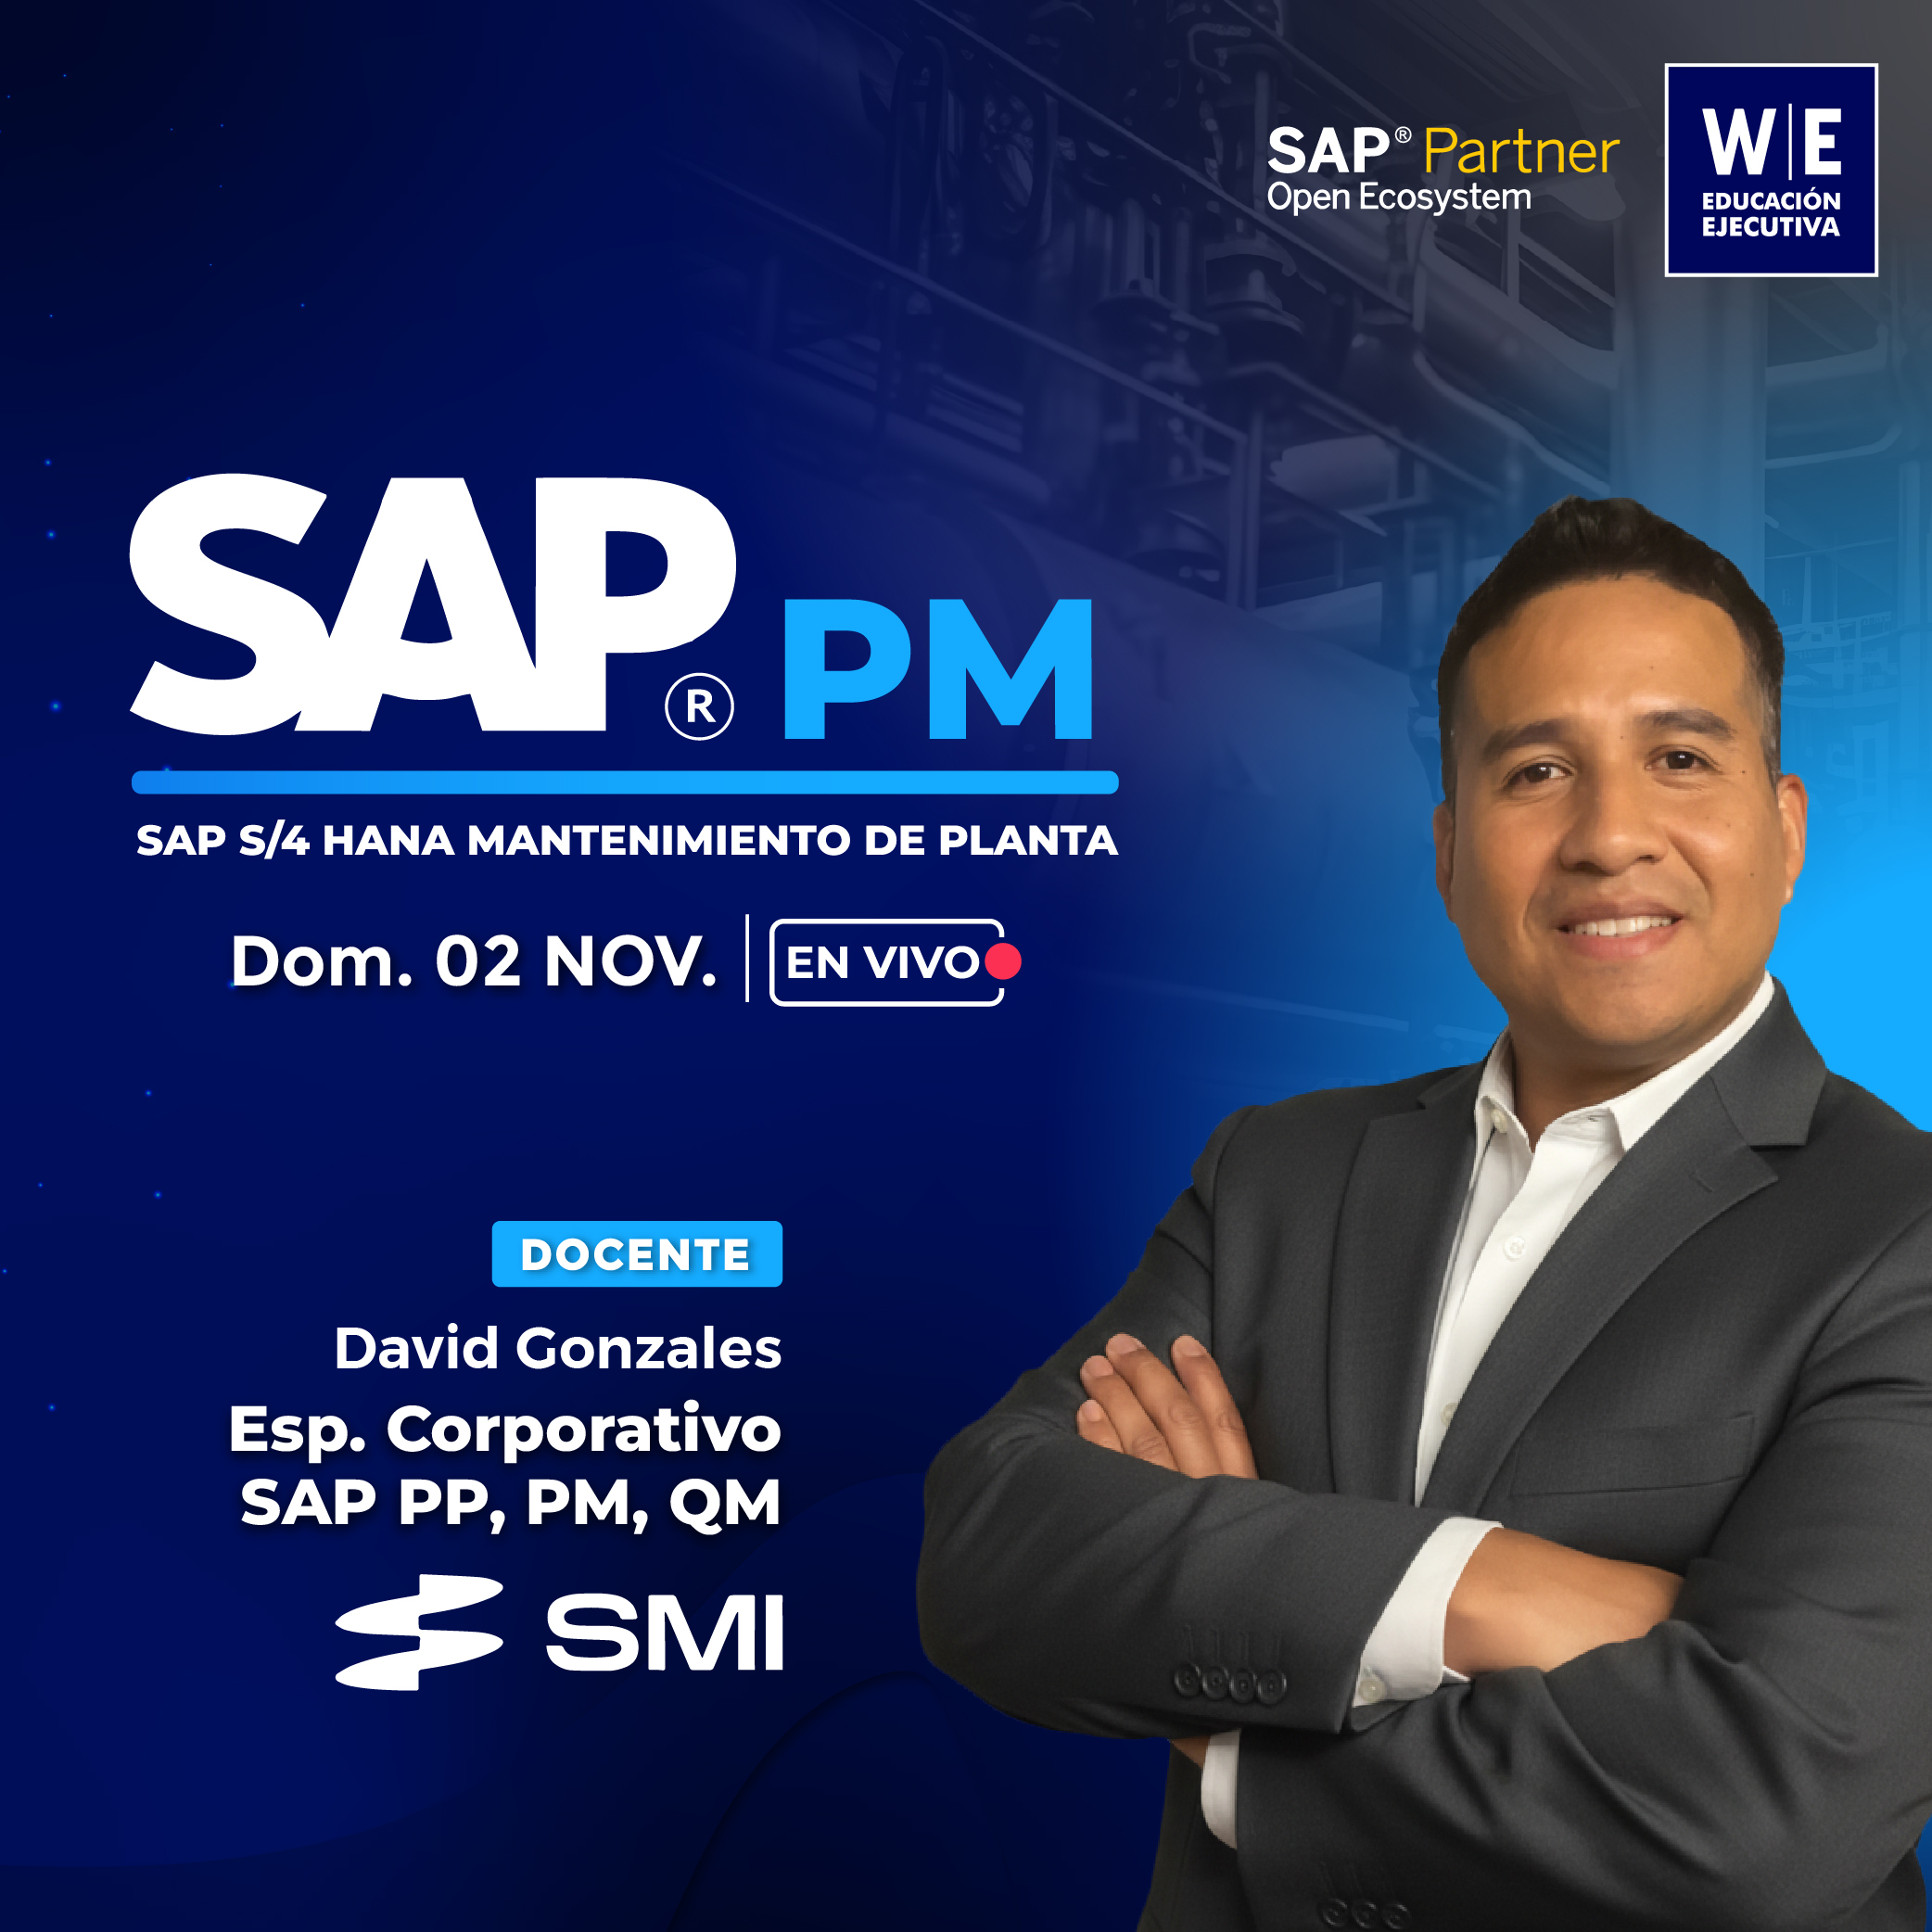 SAP® Partner
Open Ecosystem
W|E
EDUCACIÓN
EJECUTIVA
SAP® PM
SAP S/4 HANA MANTENIMIENTO DE PLANTA
Dom. 02 NOV. | EN VIVO
DOCENTE
David Gonzales
Esp. Corporativo
SAP PP, PM, QM
SMI